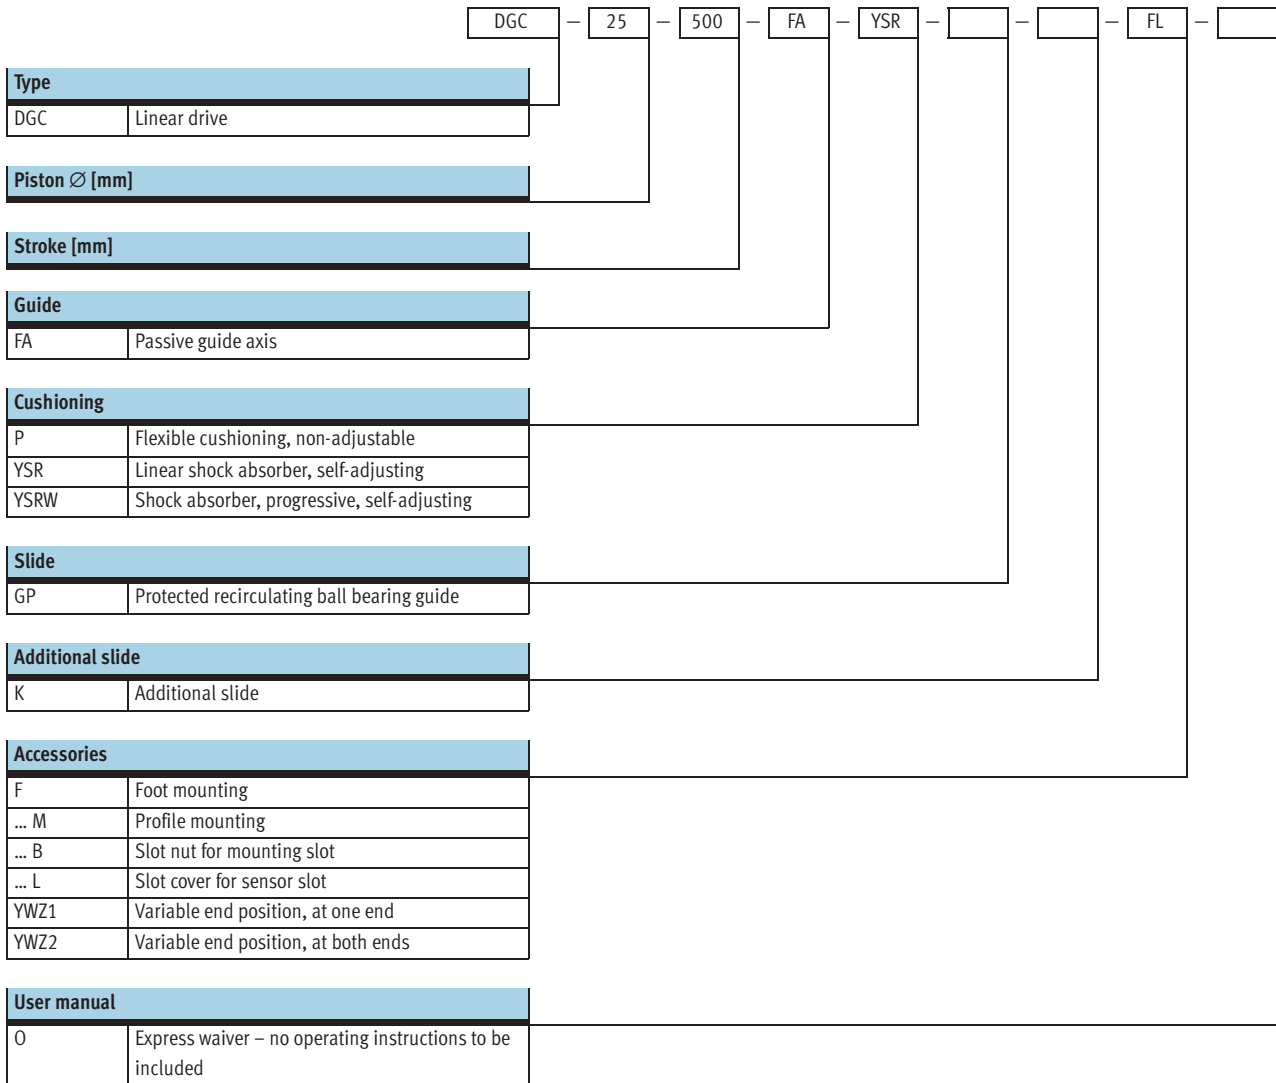 DGC – 25 – 500 – FA – YSR – – – FL –
Type
DGC Linear drive
Piston ∅ [mm]
Stroke [mm]
Guide
FA Passive guide axis
Cushioning
P Flexible cushioning, non-adjustable
YSR Linear shock absorber, self-adjusting
YSRW Shock absorber, progressive, self-adjusting
Slide
GP Protected recirculating ball bearing guide
Additional slide
K Additional slide
Accessories
F Foot mounting
... M Profile mounting
... B Slot nut for mounting slot
... L Slot cover for sensor slot
YWZ1 Variable end position, at one end
YWZ2 Variable end position, at both ends
User manual
O Express waiver – no operating instructions to be
included